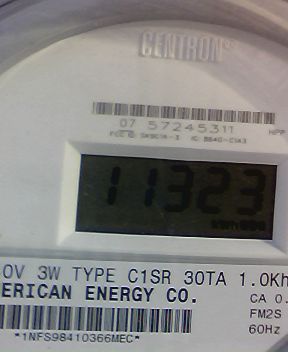 CENTRON
07 57245311
HPP
11323
0V 3W TYPE C1SR 30TA 1.0Kh
ERICAN ENERGY CO.
CA 0.
FM2S
60Hz
*1NFS98410366MEC*